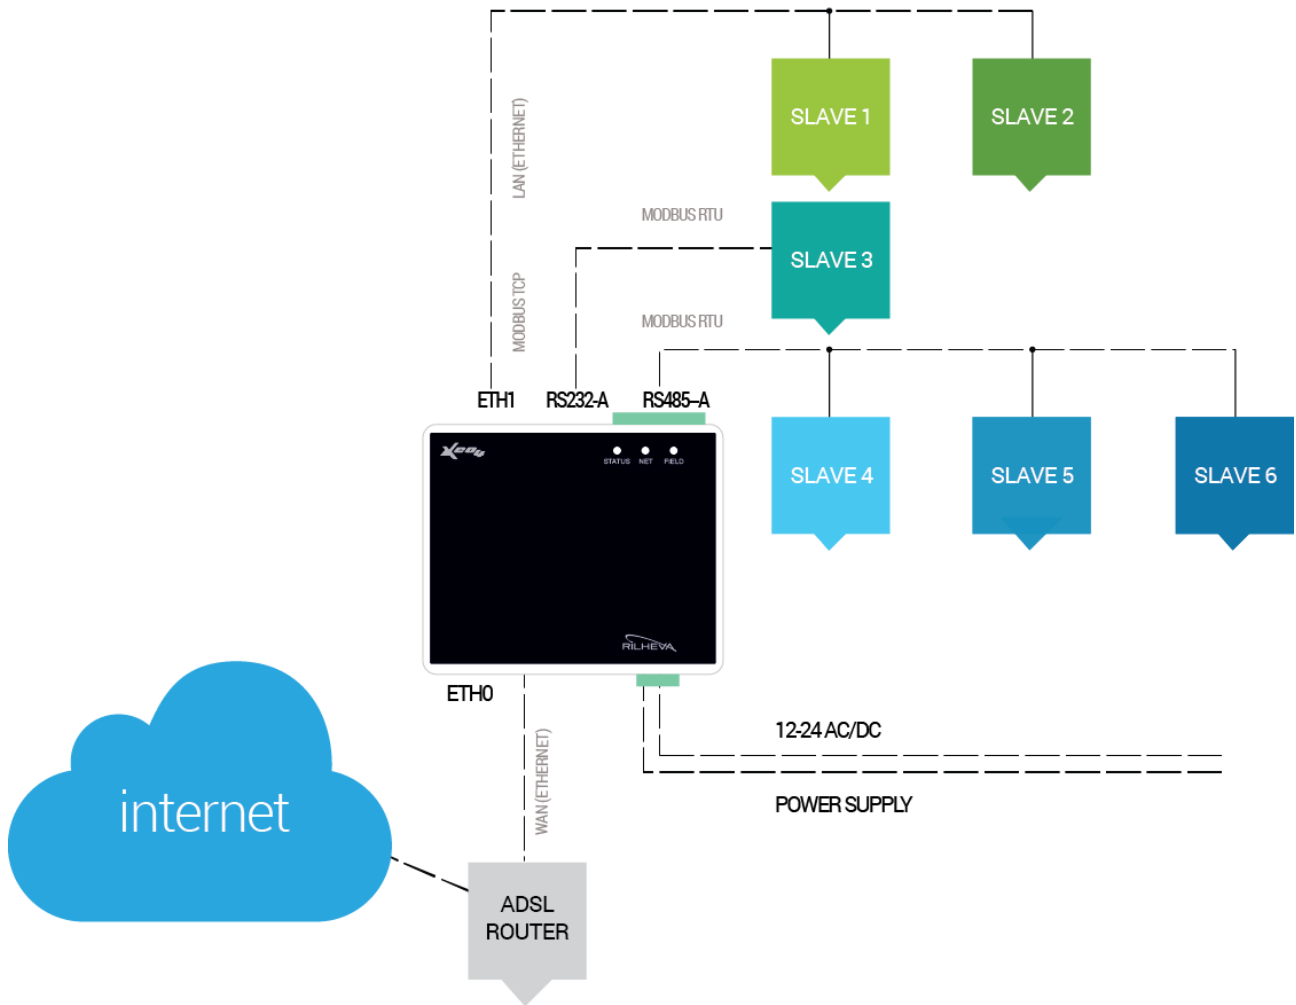 SLAVE 1
SLAVE 2
LAN (ETHERNET)
MODBUS TCP
MODBUS RTU
SLAVE 3
MODBUS RTU
ETH1
RS232-A
RS485–A
STATUS
NET
FIELD
SLAVE 4
SLAVE 5
SLAVE 6
RILHEVA
ETH0
WAN (ETHERNET)
12-24 AC/DC
POWER SUPPLY
internet
ADSL
ROUTER